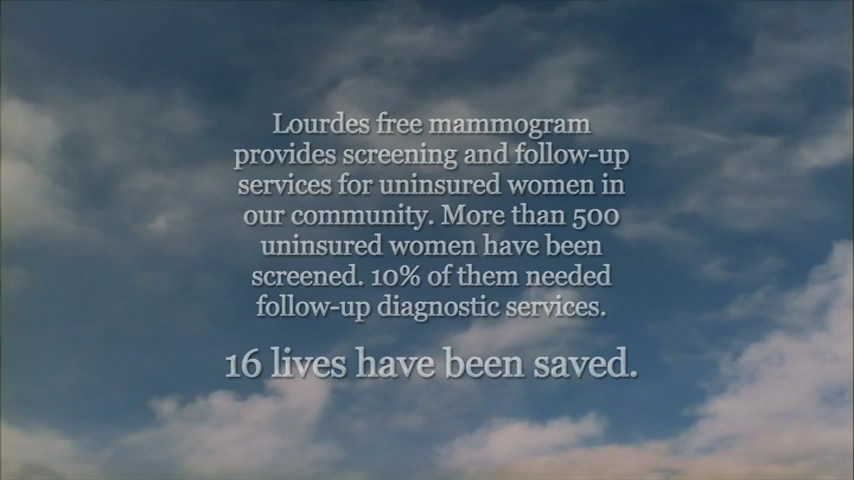 Lourdes free mammogram
provides screening and follow-up
services for uninsured women in
our community. More than 500
uninsured women have been
screened. 10% of them needed
follow-up diagnostic services.
16 lives have been saved.